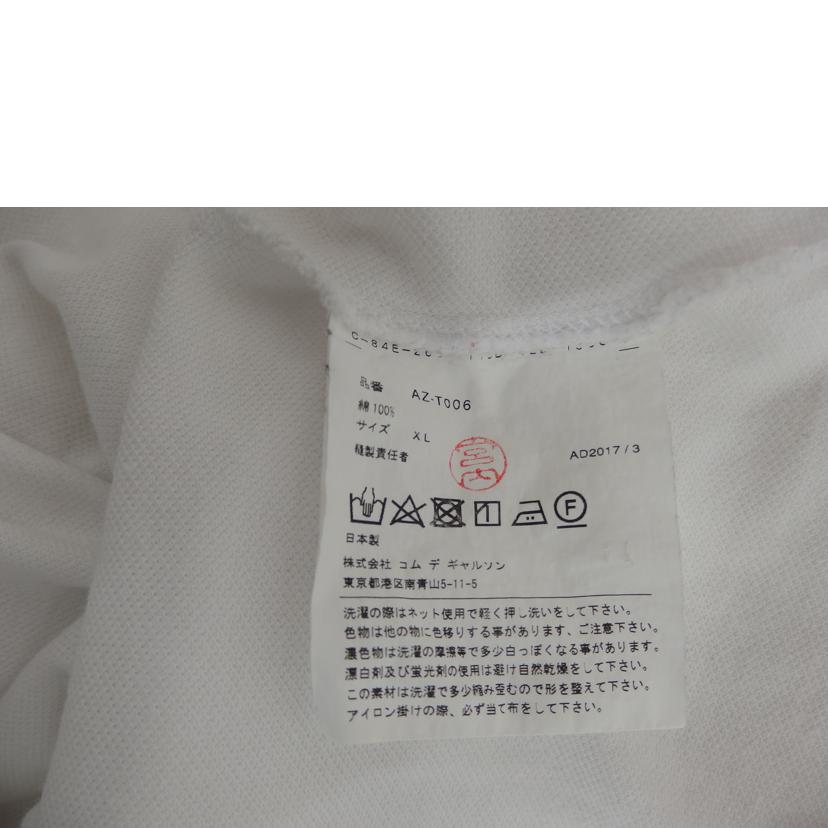 品番 AZ-T006
綿100%
サイズ XL
縫製責任者 AD2017/3
F
日本製
株式会社 コム デ ギャルソン
東京都港区南青山5-11-5
洗濯の際はネット使用で軽く押し洗いをして下さい。
色物は他の物に色移りする事があります、ご注意下さい。
濃色物は洗濯の摩擦等で多少白っぽくなる事があります。
漂白剤及び蛍光剤の使用は避け自然乾燥をして下さい。
この素材は洗濯で多少縮み歪むので形を整えて下さい。
アイロン掛けの際、必ず当て布をして下さい。